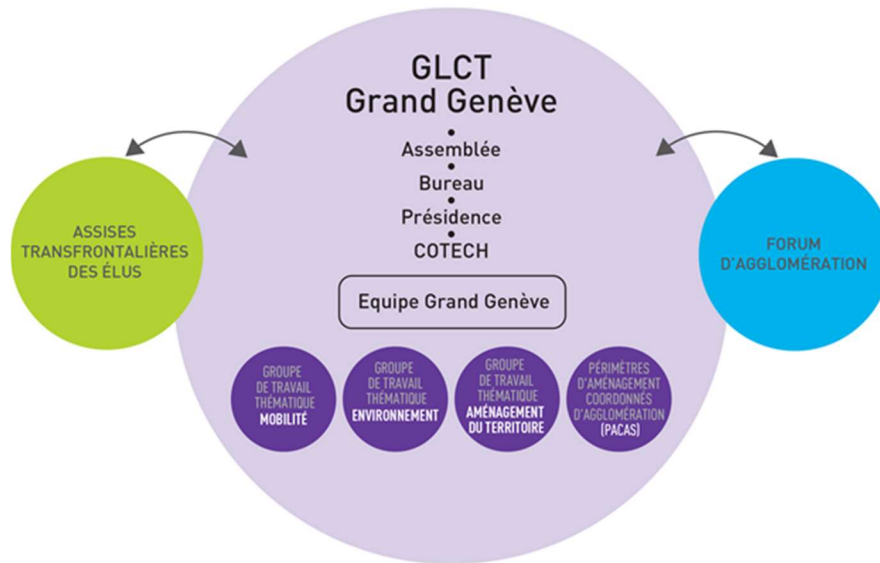 GLCT
Grand Genève
Assemblée
Bureau
Présidence
COTECH
Equipe Grand Genève
ASSISES
TRANSFRONTALIÈRES
DES ÉLUS
FORUM
D'AGGLOMÉRATION
GROUPE
DE TRAVAIL
THÉMATIQUE
MOBILITÉ
GROUPE
DE TRAVAIL
THÉMATIQUE
ENVIRONNEMENT
GROUPE
DE TRAVAIL
THÉMATIQUE
AMÉNAGEMENT
DU TERRITOIRE
PÉRIMÈTRES
D'AMÉNAGEMENT
COORDONNÉS
D'AGGLOMÉRATION
(PACAS)